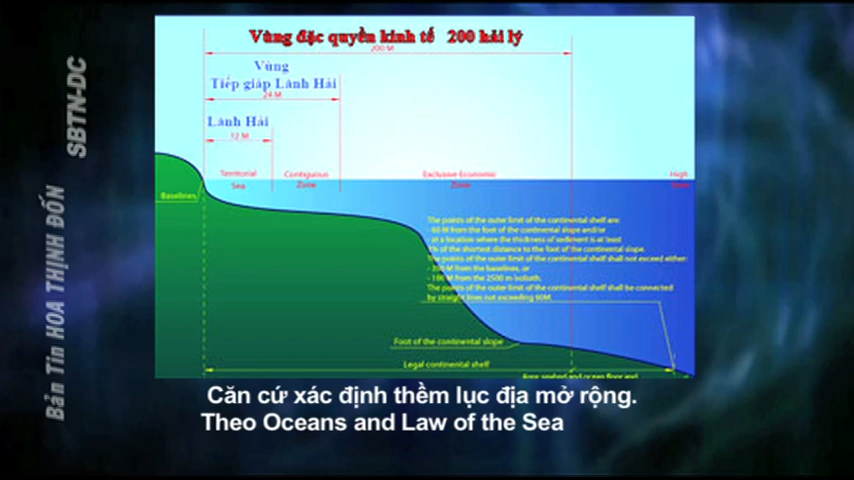 Vùng đặc quyền kinh tế 200 hải lý
200 M
Vùng
Tiếp giáp Lãnh Hải
24 M
Lãnh Hải
12 M
Territorial
Sea
Contiguous
Zone
Exclusive Economic
Zone
High
Baselines
The points of the outer limit of the continental shelf are:
- 60 M from the foot of the continental slope and/or
at a location where the thickness of sediment is at least
of the shortest distance to the foot of the continental slope.
The points of the outer limit of the continental shelf shall not exceed either:
M from the baselines, or
M from the 2500 m isobath.
The points of the outer limit of the continental shelf shall be connected
by straight lines not exceeding 60M.
Foot of the continental slope
Legal continental shelf
Area: seabed and ocean floor and
SBTN-DC
Bản Tin HOA THỊNH ĐỐN
Căn cứ xác định thềm lục địa mở rộng.
Theo Oceans and Law of the Sea